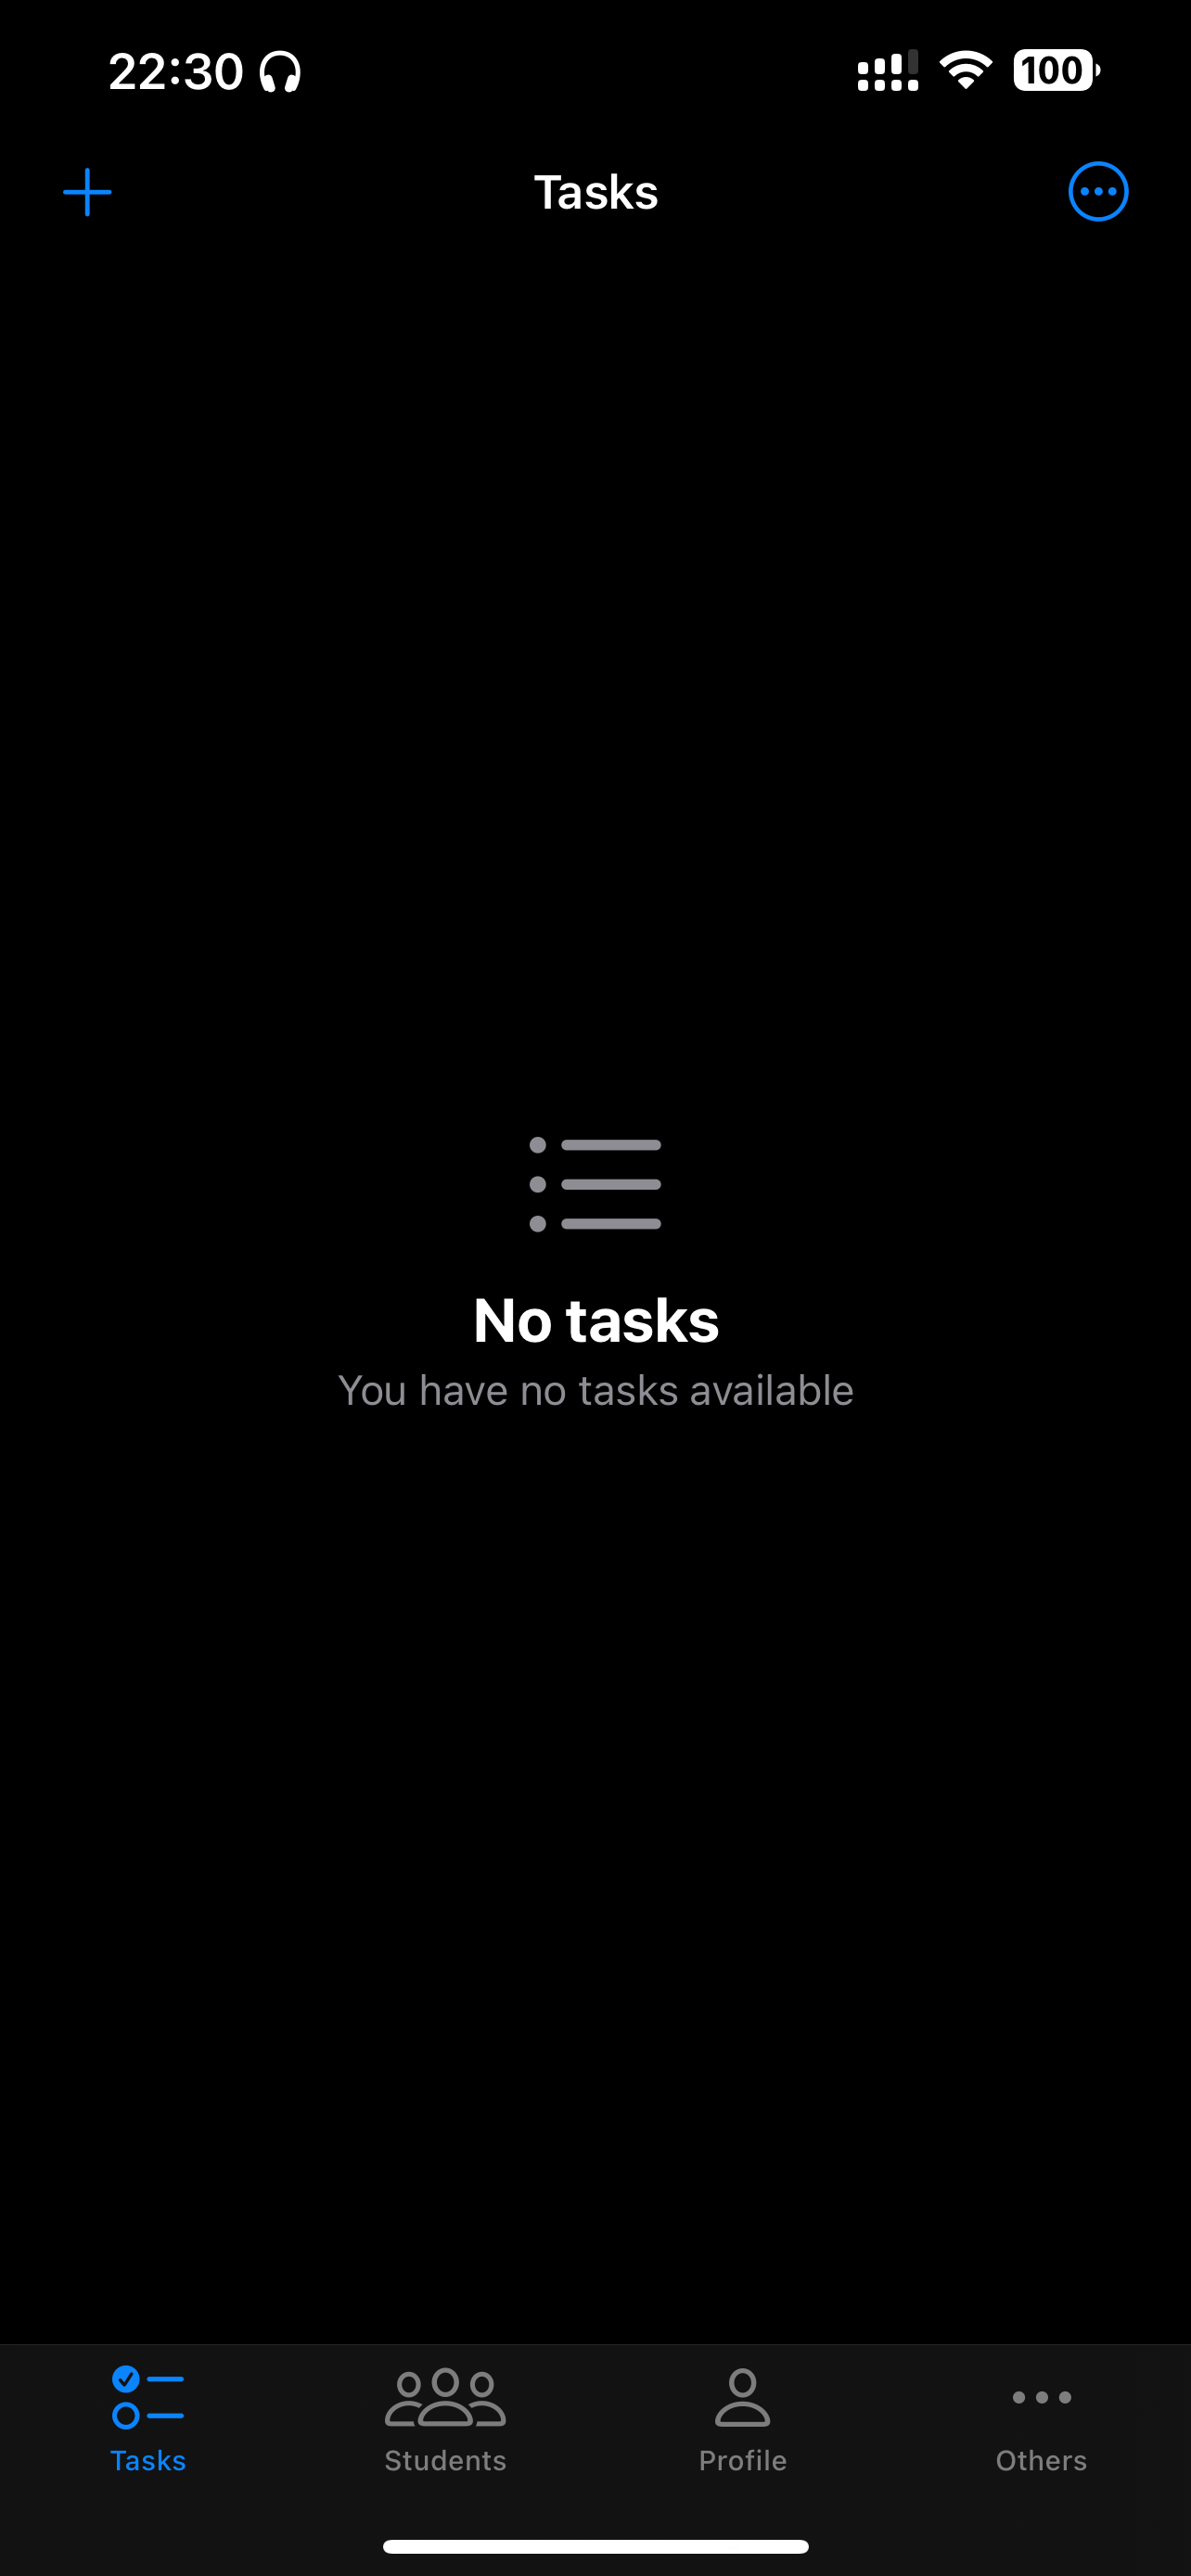 22:30
100
Tasks
No tasks
You have no tasks available
Tasks
Students
Profile
Others